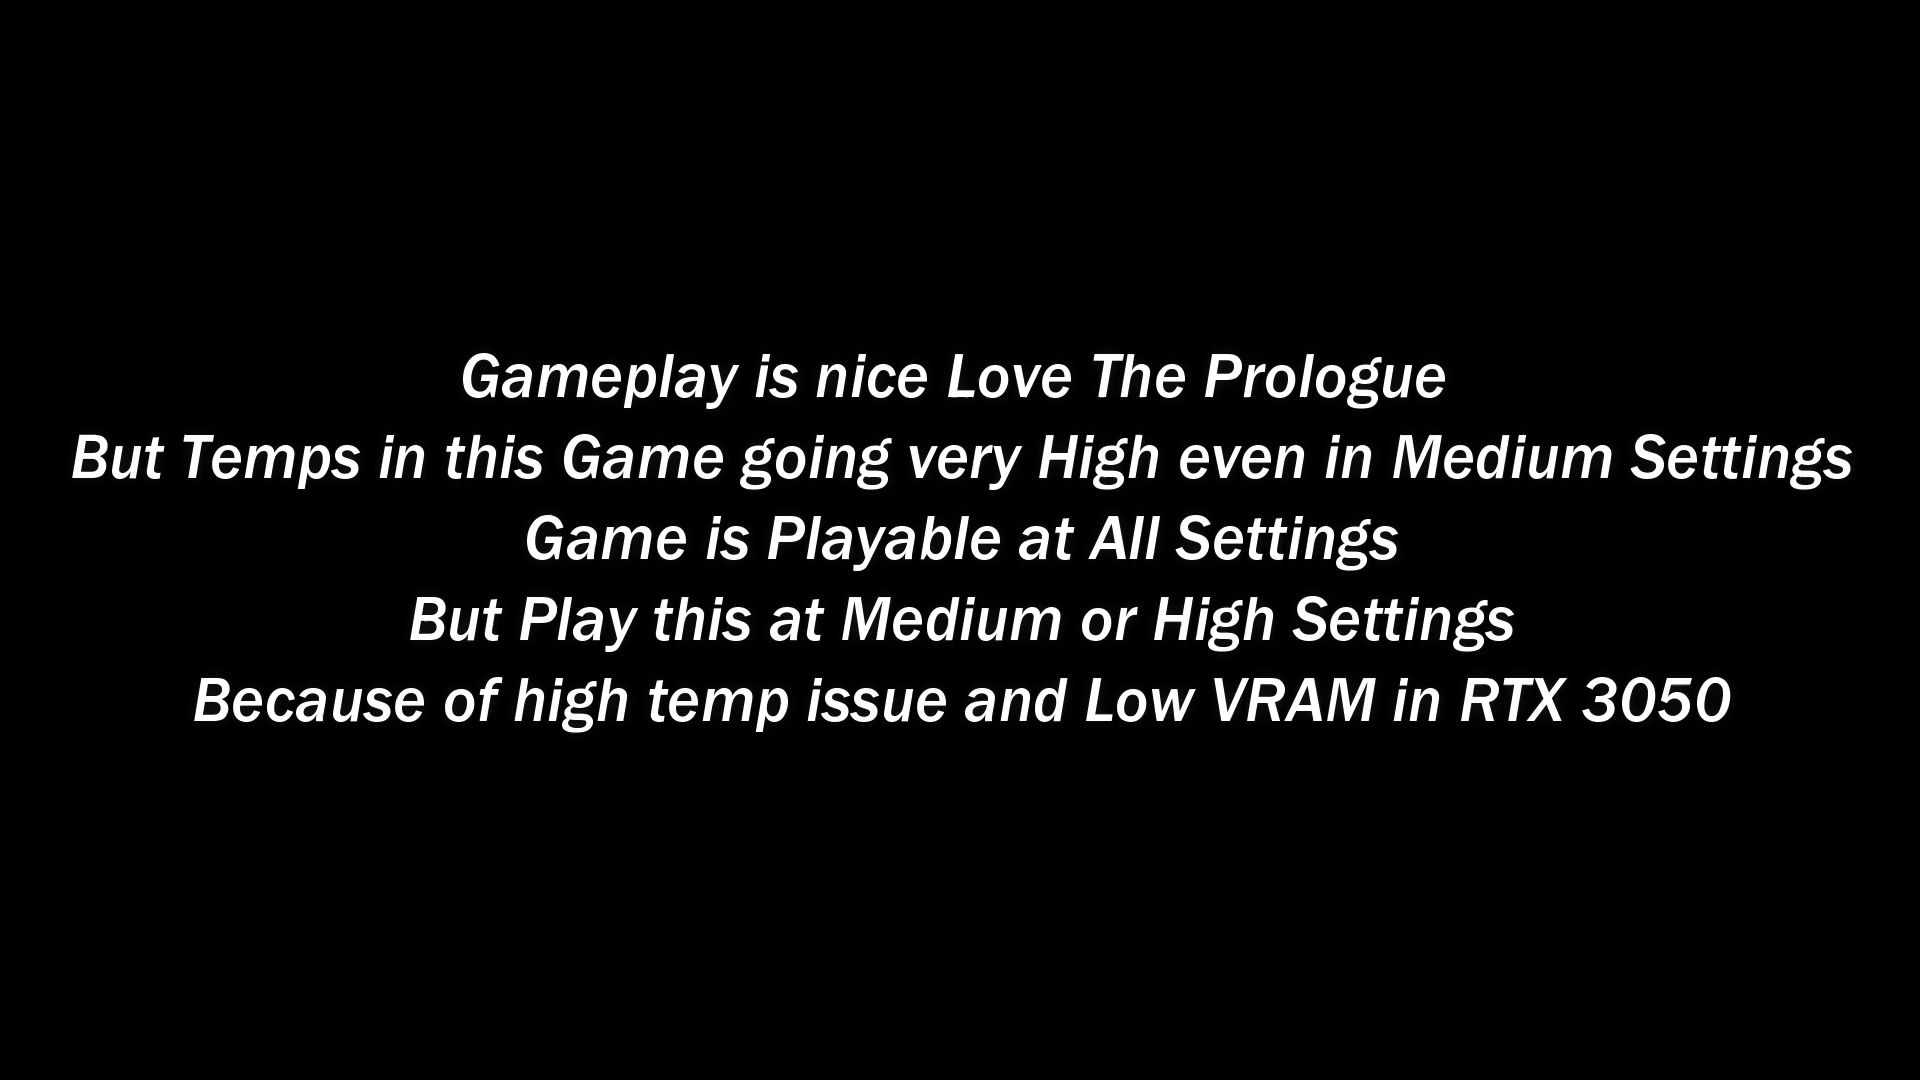 Gameplay is nice Love The Prologue
But Temps in this Game going very High even in Medium Settings
Game is Playable at All Settings
But Play this at Medium or High Settings
Because of high temp issue and Low VRAM in RTX 3050